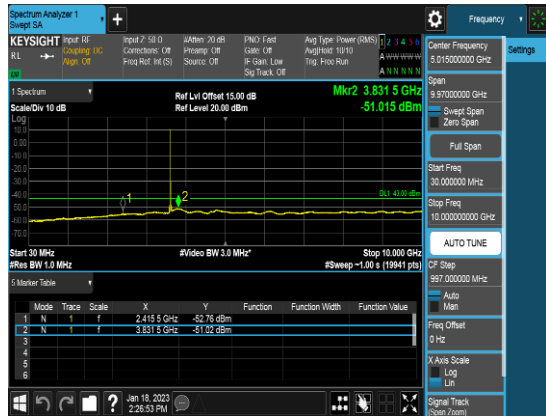 Spectrum Analyzer 1
Swept SA
+
Frequency
KEYSIGHT
RL
Input: RF
Coupling: DC
Align: Off
Input Z: 50 Ω
Corrections: Off
Freq Ref: Int (S)
#Atten: 20 dB
Preamp: Off
Source: Off
PNO: Fast
Gate: Off
IF Gain: Low
Sig Track: Off
Avg Type: Power (RMS)
Avg|Hold: 10/10
Trig: Free Run
1 2 3 4 5 6
A W W W W W
A N N N N N
1 Spectrum
Scale/Div 10 dB
Ref Lvl Offset 15.00 dB
Ref Level 20.00 dBm
Mkr2 3.831 5 GHz
-51.015 dBm
Log
10.0
0.00
-10.0
-20.0
-30.0
-40.0
-50.0
-60.0
-70.0
1
2
DL1 -43.00 dBm
Start 30 MHz
#Res BW 1.0 MHz
#Video BW 3.0 MHz*
Stop 10.000 GHz
#Sweep ~1.00 s (19941 pts)
5 Marker Table
Mode Trace Scale X Y Function Function Width Function Value
1 N 1 f 2.415 5 GHz -52.76 dBm
2 N 1 f 3.831 5 GHz -51.02 dBm
3
4
5
6
?
Jan 18, 2023
2:26:53 PM
Center Frequency
5.015000000 GHz
Settings
Span
9.97000000 GHz
Swept Span
Zero Span
Full Span
Start Freq
30.000000 MHz
Stop Freq
10.000000000 GHz
AUTO TUNE
CF Step
997.000000 MHz
Auto
Man
Freq Offset
0 Hz
X Axis Scale
Log
Lin
Signal Track
(Span Zoom)